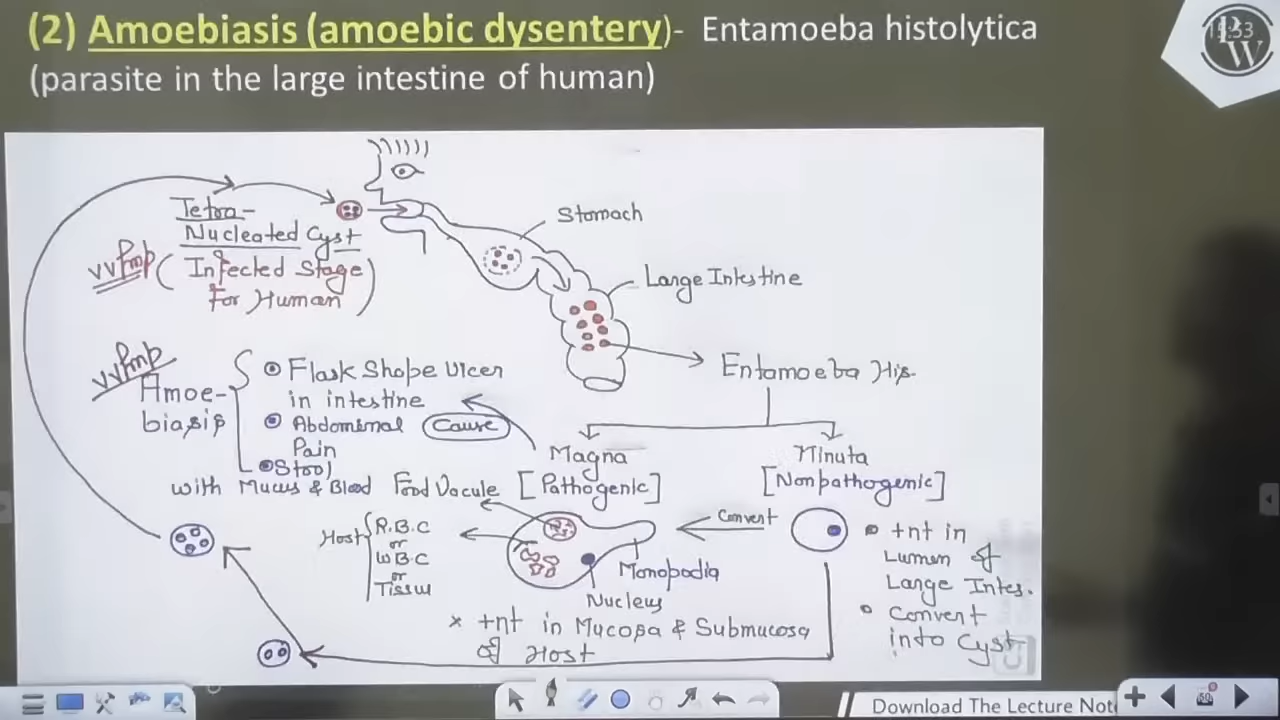 (2) Amoebiasis (amoebic dysentery)- Entamoeba histolytica
(parasite in the large intestine of human)
Tetra-
Nucleated Cyst
VVImp
( Infected Stage
For Human )
Stomach
Large Intestine
Entamoeba His.
VVImp
Amoe-
biasis
Flask Shape Ulcer
in intestine
Abdominal
Pain
Stool
with Mucus & Blood
Cause
Magna
[Pathogenic]
Minuta
[Nonpathogenic]
Food Vacule
Host
R.B.C
or
WBC
or
Tissue
Convert
Monopodia
Nucleus
x +nt in Mucosa & Submucosa
of Host
+nt in
Lumen of
Large Intes.
Convert
into Cyst
Download The Lecture Not